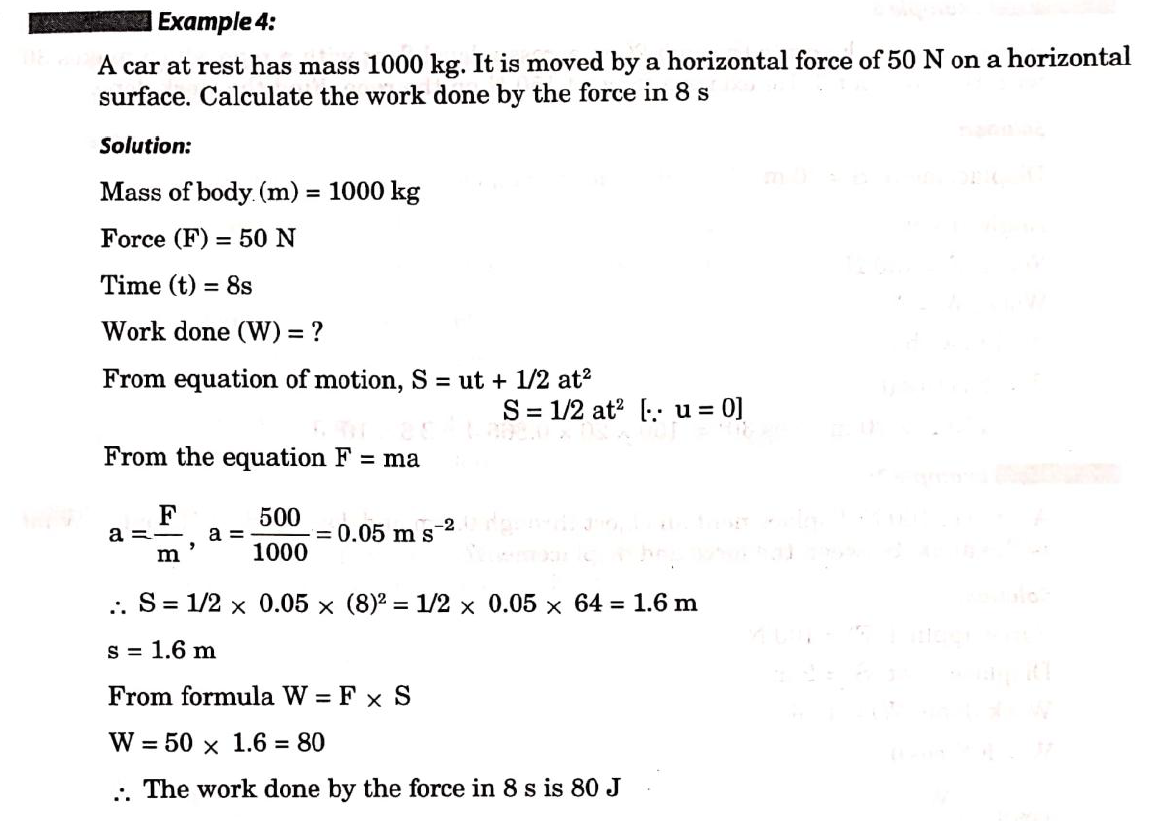 Example 4:
A car at rest has mass 1000 kg. It is moved by a horizontal force of 50 N on a horizontal
surface. Calculate the work done by the force in 8 s
Solution:
Mass of body (m) = 1000 kg
Force (F) = 50 N
Time (t) = 8s
Work done (W) = ?
From equation of motion, S = ut + 1/2 at²
S = 1/2 at² [∵ u = 0]
From the equation F = ma
a = F/m, a = 500/1000 = 0.05 m s⁻²
∴ S = 1/2 × 0.05 × (8)² = 1/2 × 0.05 × 64 = 1.6 m
s = 1.6 m
From formula W = F × S
W = 50 × 1.6 = 80
∴ The work done by the force in 8 s is 80 J